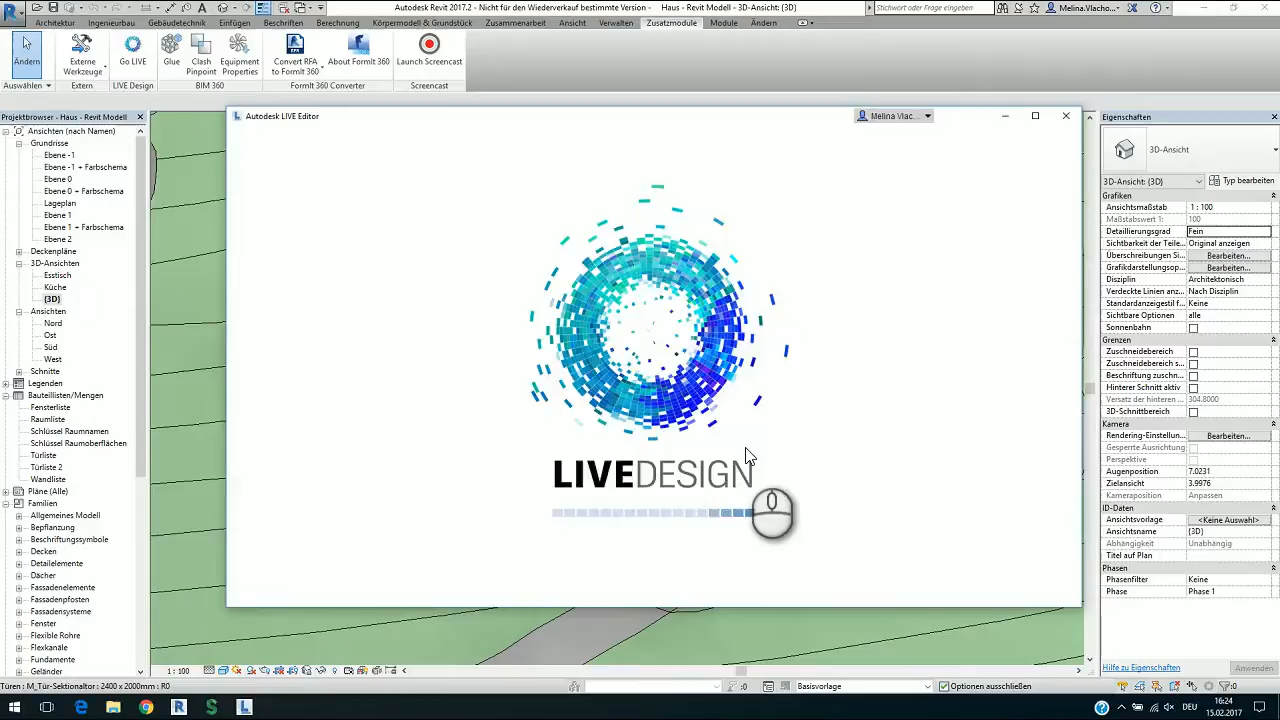 Autodesk Revit 2017.2 - Nicht für den Wiederverkauf bestimmte Version - Haus - Revit Modell - 3D-Ansicht: {3D}
Suchbegriff oder Frage eingeben
Melina.Vlacho...
Architektur Ingenieurbau Gebäudetechnik Einfügen Beschriften Berechnung Körpermodell & Grundstück Zusammenarbeit Ansicht Verwalten Zusatzmodule Module Ändern
Ändern
Externe Werkzeuge
Go LIVE
Glue
Clash Pinpoint
Equipment Properties
Convert RFA to FormIt 360
About FormIt 360
Launch Screencast
Auswählen Extern LIVE Design BIM 360 FormIt 360 Converter Screencast
Projektbrowser - Haus - Revit Modell
Ansichten (nach Namen)
Grundrisse
Ebene -1
Ebene -1 + Farbschema
Ebene 0
Ebene 0 + Farbschema
Lageplan
Ebene 1
Ebene 1 + Farbschema
Ebene 2
Deckenpläne
3D-Ansichten
Esstisch
Küche
{3D}
Ansichten
Nord
Ost
Süd
West
Schnitte
Legenden
Bauteillisten/Mengen
Fensterliste
Raumliste
Schlüssel Raumnamen
Schlüssel Raumoberflächen
Türliste
Türliste 2
Wandliste
Pläne (Alle)
Familien
Allgemeines Modell
Bepflanzung
Beschriftungssymbole
Decken
Detailelemente
Dächer
Fassadenelemente
Fassadenpfosten
Fassadensysteme
Fenster
Flexible Rohre
Flexkanäle
Fundamente
Geländer
Autodesk LIVE Editor
Melina Vlac...
LIVEDESIGN
Eigenschaften
3D-Ansicht
3D-Ansicht: {3D} Typ bearbeiten
Grafiken
Ansichtsmaßstab 1 : 100
Maßstabswert 1: 100
Detaillierungsgrad Fein
Sichtbarkeit der Teile... Original anzeigen
Überschreibungen Si... Bearbeiten...
Grafikdarstellungsop... Bearbeiten...
Disziplin Architektonisch
Verdeckte Linien anz... Nach Disziplin
Standardanzeigestil f... Keine
Sichtbare Optionen alle
Sonnenbahn
Grenzen
Zuschneidebereich
Zuschneidebereich s...
Beschriftung zuschn...
Hinterer Schnitt aktiv
Versatz der hinteren ... 304.8000
3D-Schnittbereich
Kamera
Rendering-Einstellun... Bearbeiten...
Gesperte Ausrichtung
Perspektive
Augenposition 7.0231
Zielansicht 3.9976
Kameraposition Anpassen
ID-Daten
Ansichtsvorlage <Keine Auswahl>
Ansichtsname {3D}
Abhängigkeit Unabhängig
Titel auf Plan
Phasen
Phasenfilter Keine
Phase Phase 1
Hilfe zu Eigenschaften Anwenden
1 : 100
Türen : M_Tür-Sektionaltor : 2400 x 2000mm : R0
:0
Basisvorlage
Optionen ausschließen
:0
DEU
16:24
15.02.2017